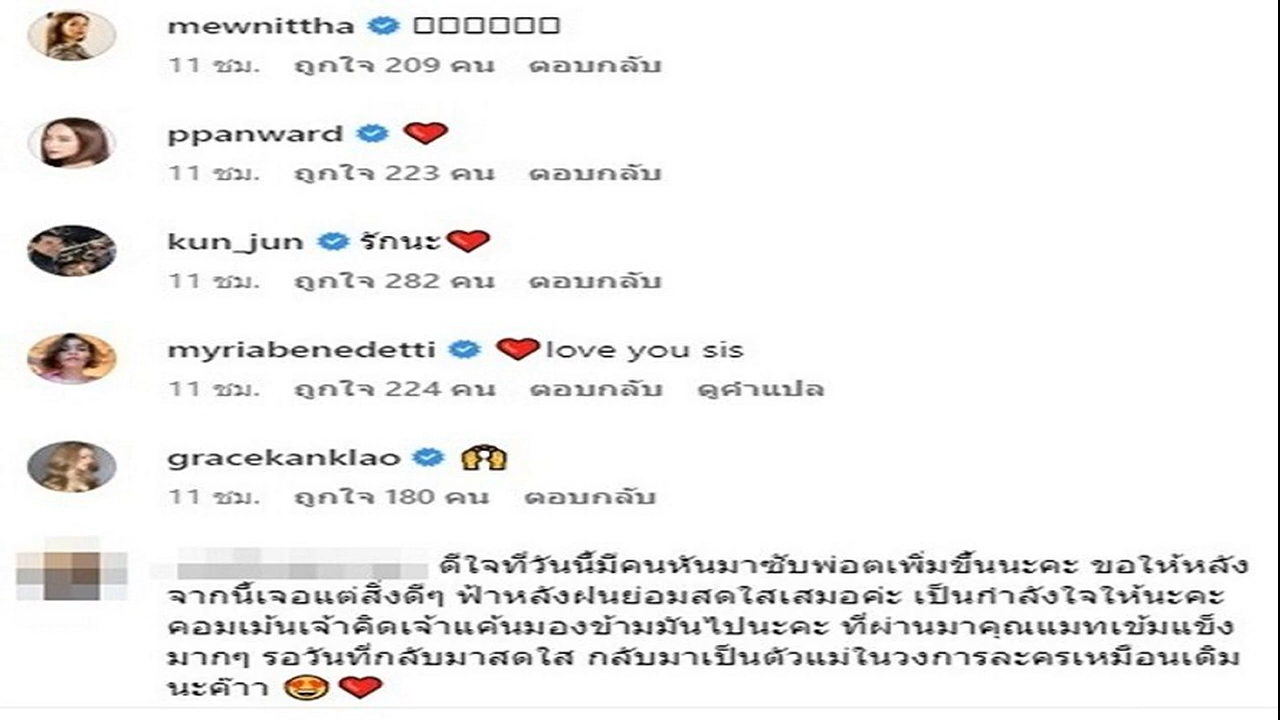 mewnittha □□□□□□
11 ชม. ถูกใจ 209 คน ตอบกลับ
ppanward ❤️
11 ชม. ถูกใจ 223 คน ตอบกลับ
kun_jun รักนะ❤️
11 ชม. ถูกใจ 282 คน ตอบกลับ
myriabenedetti ❤️love you sis
11 ชม. ถูกใจ 224 คน ตอบกลับ ดูคำแปล
gracekanklao 🙌
11 ชม. ถูกใจ 180 คน ตอบกลับ
ดีใจที่วันนี้มีคนหันมาซับพ่อตเพิ่มขึ้นนะคะ ขอให้หลัง
จากนี้เจอแต่สิ่งดีๆ ฟ้าหลังฝนย่อมสดใสเสมอค่ะ เป็นกำลังใจให้นะคะ
คอมเม้นเจ้าคิดเจ้าแค้นมองข้ามมันไปนะคะ ที่ผ่านมาคุณแมทเข้มแข็ง
มากๆ รอวันที่กลับมาสดใส กลับมาเป็นตัวแม่ในวงการละครเหมือนเดิม
นะค๊าา 😍❤️